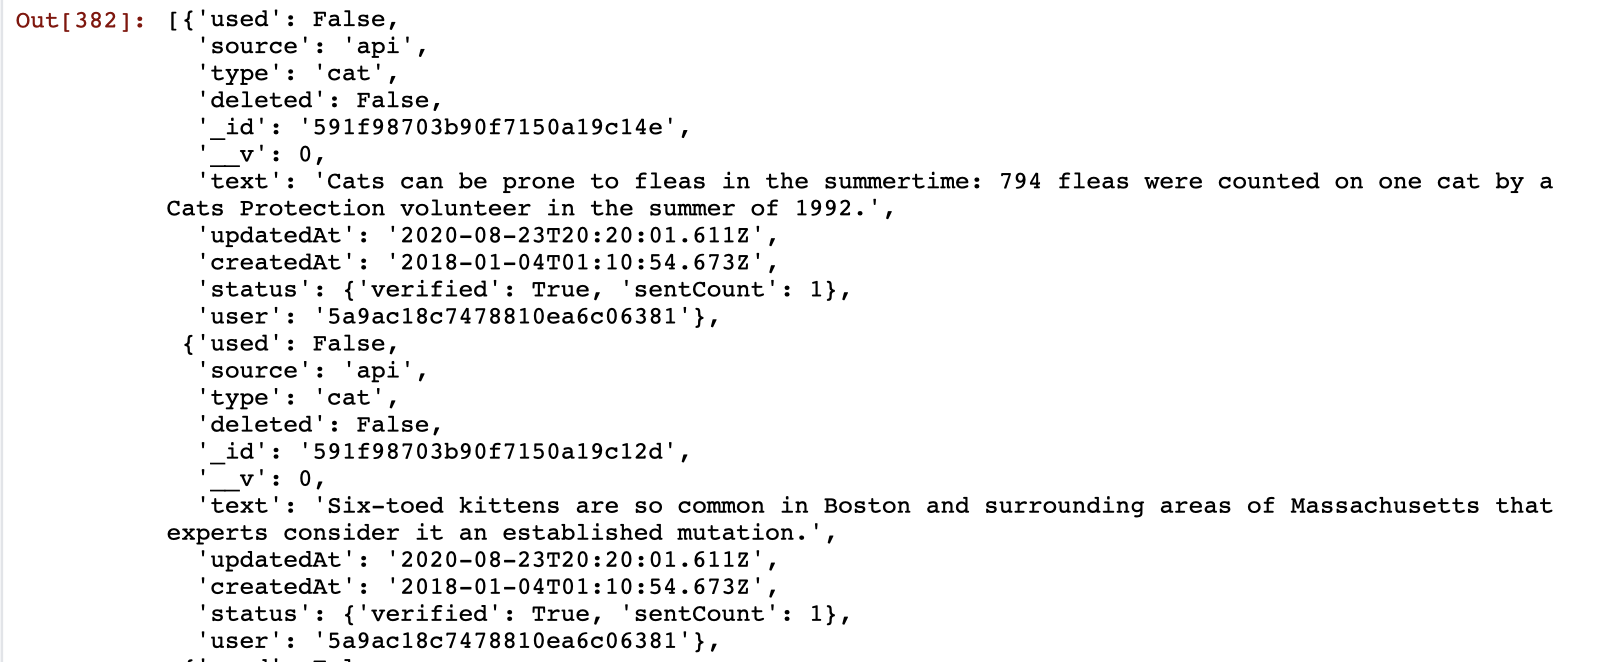 Out[382]: [{'used': False,
'source': 'api',
'type': 'cat',
'deleted': False,
'_id': '591f98703b90f7150a19c14e',
'__v': 0,
'text': 'Cats can be prone to fleas in the summertime: 794 fleas were counted on one cat by a
Cats Protection volunteer in the summer of 1992.',
'updatedAt': '2020-08-23T20:20:01.611Z',
'createdAt': '2018-01-04T01:10:54.673Z',
'status': {'verified': True, 'sentCount': 1},
'user': '5a9ac18c7478810ea6c06381'},
{'used': False,
'source': 'api',
'type': 'cat',
'deleted': False,
'_id': '591f98703b90f7150a19c12d',
'__v': 0,
'text': 'Six-toed kittens are so common in Boston and surrounding areas of Massachusetts that
experts consider it an established mutation.',
'updatedAt': '2020-08-23T20:20:01.611Z',
'createdAt': '2018-01-04T01:10:54.673Z',
'status': {'verified': True, 'sentCount': 1},
'user': '5a9ac18c7478810ea6c06381'},